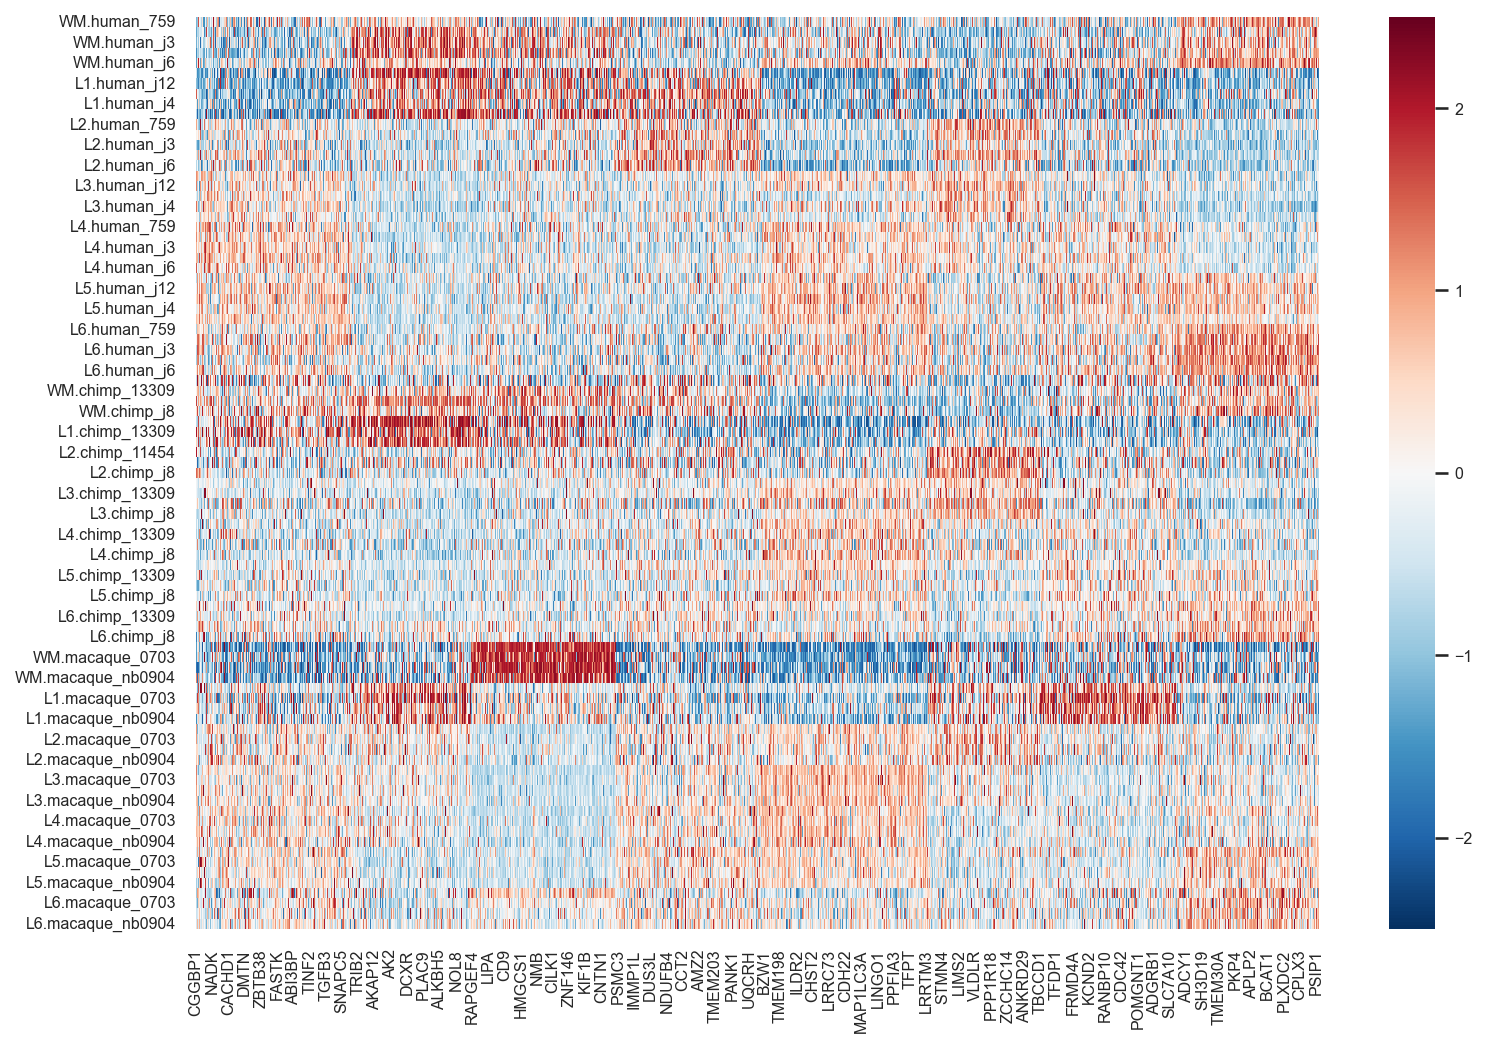 WM.human_759
WM.human_j3
WM.human_j6
L1.human_j12
L1.human_j4
L2.human_759
L2.human_j3
L2.human_j6
L3.human_j12
L3.human_j4
L4.human_759
L4.human_j3
L4.human_j6
L5.human_j12
L5.human_j4
L6.human_759
L6.human_j3
L6.human_j6
WM.chimp_13309
WM.chimp_j8
L1.chimp_13309
L2.chimp_11454
L2.chimp_j8
L3.chimp_13309
L3.chimp_j8
L4.chimp_13309
L4.chimp_j8
L5.chimp_13309
L5.chimp_j8
L6.chimp_13309
L6.chimp_j8
WM.macaque_0703
WM.macaque_nb0904
L1.macaque_0703
L1.macaque_nb0904
L2.macaque_0703
L2.macaque_nb0904
L3.macaque_0703
L3.macaque_nb0904
L4.macaque_0703
L4.macaque_nb0904
L5.macaque_0703
L5.macaque_nb0904
L6.macaque_0703
L6.macaque_nb0904
CGGBP1
NADK
CACHD1
DMTN
ZBTB38
FASTK
ABI3BP
TINF2
TGFB3
SNAPC5
TRIB2
AKAP12
AK2
DCXR
PLAC9
ALKBH5
NOL8
RAPGEF4
LIPA
CD9
HMGCS1
NMB
CILK1
ZNF146
KIF1B
CNTN1
PSMC3
IMMP1L
DUS3L
NDUFB4
CCT2
AMZ2
TMEM203
PANK1
UQCRH
BZW1
TMEM198
ILDR2
CHST2
LRRC73
CDH22
MAP1LC3A
LINGO1
PPFIA3
TFPT
LRRTM3
STMN4
LIMS2
VLDLR
PPP1R18
ZCCHC14
ANKRD29
TBCCD1
TFDP1
FRMD4A
KCND2
RANBP10
CDC42
POMGNT1
ADGRB1
SLC7A10
ADCY1
SH3D19
TMEM30A
PKP4
APLP2
BCAT1
PLXDC2
CPLX3
PSIP1
2
1
0
−1
−2